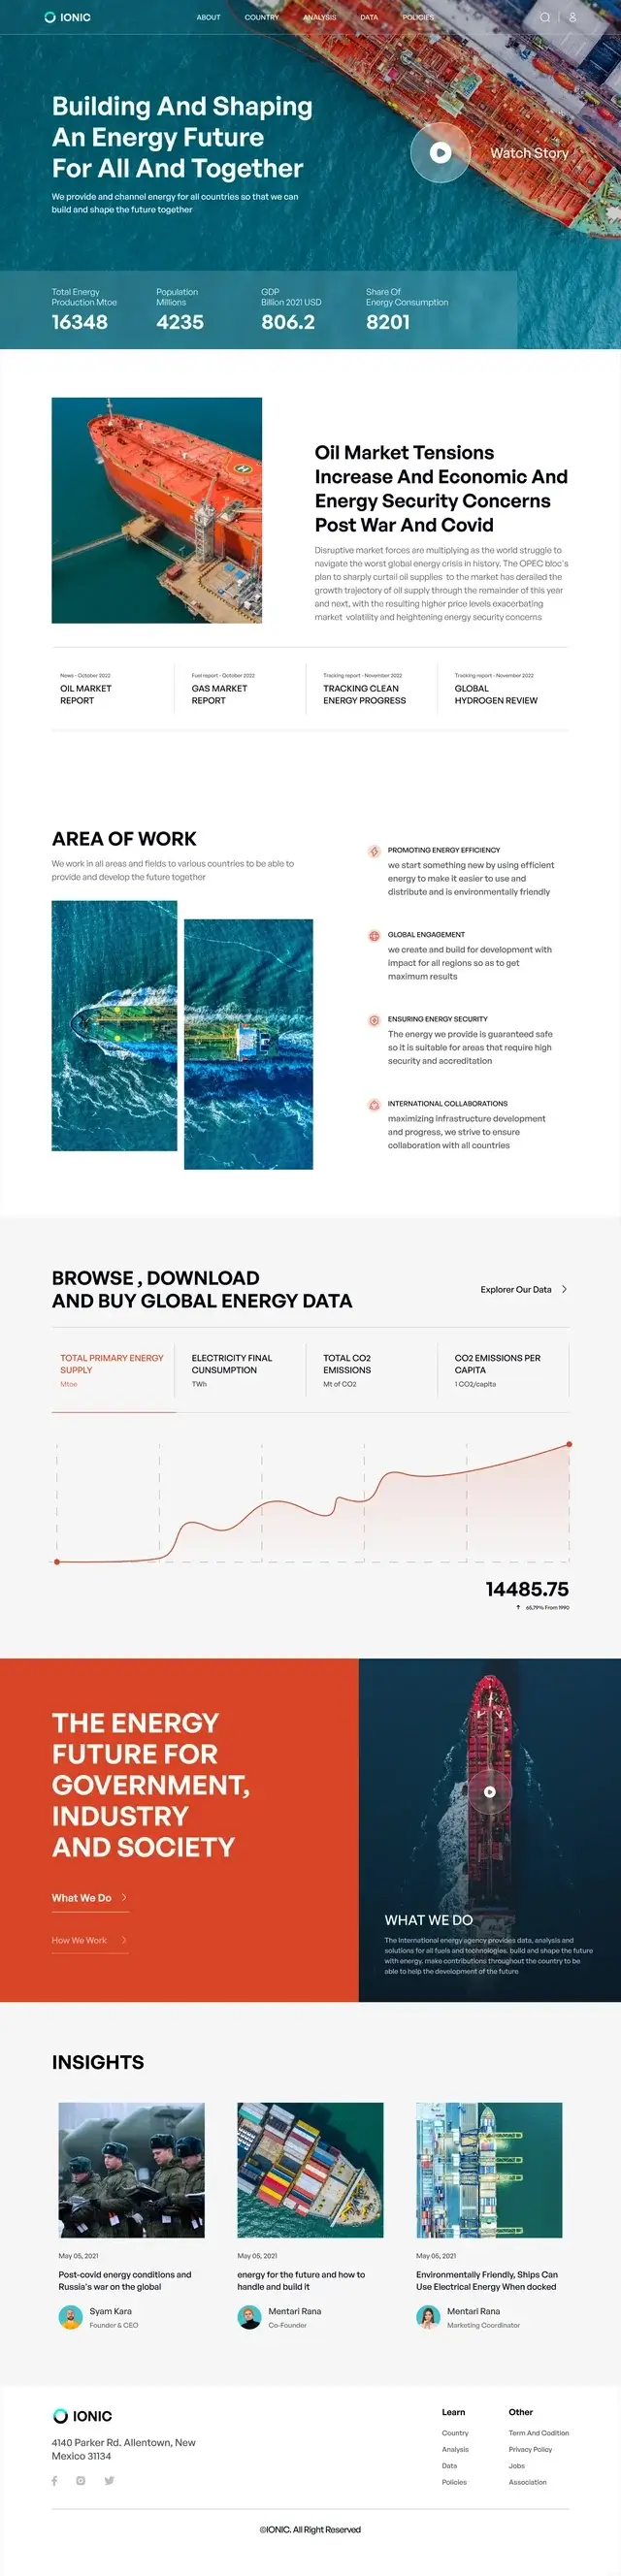 IONIC
ABOUT COUNTRY ANALYSIS DATA POLICIES
Building And Shaping
An Energy Future
For All And Together
We provide and channel energy for all countries so that we can
build and shape the future together
Watch Story
Total Energy
Production Mtoe
16348
Population
Millions
4235
GDP
Billion 2021 USD
806.2
Share Of
Energy Consumption
8201
Oil Market Tensions
Increase And Economic And
Energy Security Concerns
Post War And Covid
Disruptive market forces are multiplying as the world struggle to
navigate the worst global energy crisis in history. The OPEC bloc's
plan to sharply curtail oil supplies to the market has derailed the
growth trajectory of oil supply through the remainder of this year
and next, with the resulting higher price levels exacerbating
market volatility and heightening energy security concerns
News - October 2022
OIL MARKET
REPORT
Fuel report - October 2022
GAS MARKET
REPORT
Tracking report - November 2022
TRACKING CLEAN
ENERGY PROGRESS
Tracking report - November 2022
GLOBAL
HYDROGEN REVIEW
AREA OF WORK
We work in all areas and fields to various countries to be able to
provide and develop the future together
PROMOTING ENERGY EFFICIENCY
we start something new by using efficient
energy to make it easier to use and
distribute and is environmentally friendly
GLOBAL ENGAGEMENT
we create and build for development with
impact for all regions so as to get
maximum results
ENSURING ENERGY SECURITY
The energy we provide is guaranteed safe
so it is suitable for areas that require high
security and accreditation
INTERNATIONAL COLLABORATIONS
maximizing infrastructure development
and progress, we strive to ensure
collaboration with all countries
BROWSE , DOWNLOAD
AND BUY GLOBAL ENERGY DATA
Explorer Our Data
TOTAL PRIMARY ENERGY
SUPPLY
Mtoe
ELECTRICITY FINAL
CUNSUMPTION
TWh
TOTAL CO2
EMISSIONS
Mt of CO2
CO2 EMISSIONS PER
CAPITA
1 CO2/capita
14485.75
65,79% From 1990
THE ENERGY
FUTURE FOR
GOVERNMENT,
INDUSTRY
AND SOCIETY
What We Do
How We Work
WHAT WE DO
The International energy agency provides data, analysis and
solutions for all fuels and technologies. build and shape the future
with energy, make contributions throughout the country to be
able to help the development of the future
INSIGHTS
May 05, 2021
Post-covid energy conditions and
Russia's war on the global
Syam Kara
Founder & CEO
May 05, 2021
energy for the future and how to
handle and build it
Mentari Rana
Co-Founder
May 05, 2021
Environmentally Friendly, Ships Can
Use Electrical Energy When docked
Mentari Rana
Marketing Coordinator
IONIC
4140 Parker Rd. Allentown, New
Mexico 31134
Learn
Country
Analysis
Data
Policies
Other
Term And Codition
Privacy Policy
Jobs
Association
©IONIC. All Right Reserved